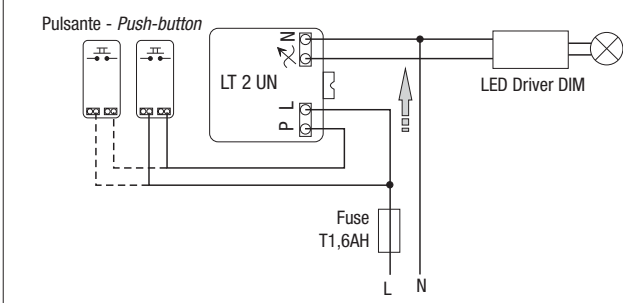 Pulsante - Push-button
N
LT 2 UN
L
P
LED Driver DIM
Fuse
T1,6AH
L
N